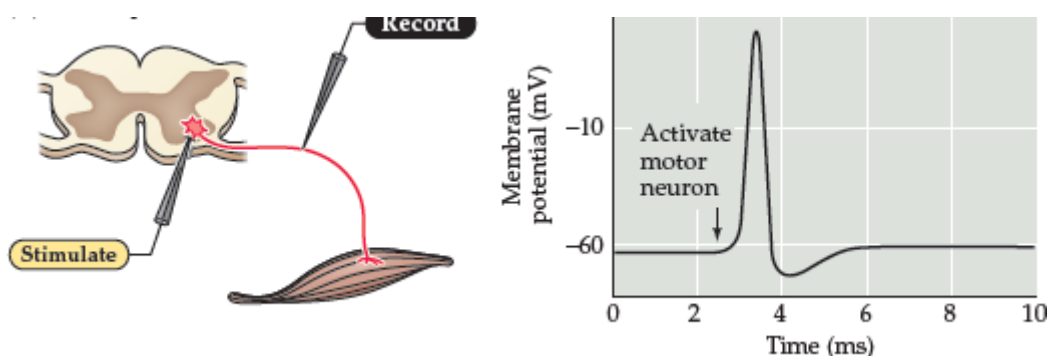 Record
Stimulate
Membrane
potential (mV)
–10
–60
Activate
motor
neuron
0 2 4 6 8 10
Time (ms)